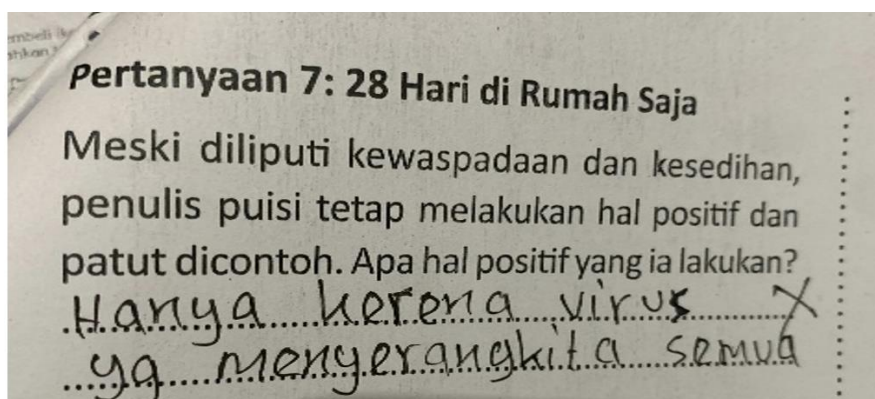 Pertanyaan 7: 28 Hari di Rumah Saja
Meski diliputi kewaspadaan dan kesedihan,
penulis puisi tetap melakukan hal positif dan
patut dicontoh. Apa hal positif yang ia lakukan?
Hanya kerena virus
yg menyerangkita semua